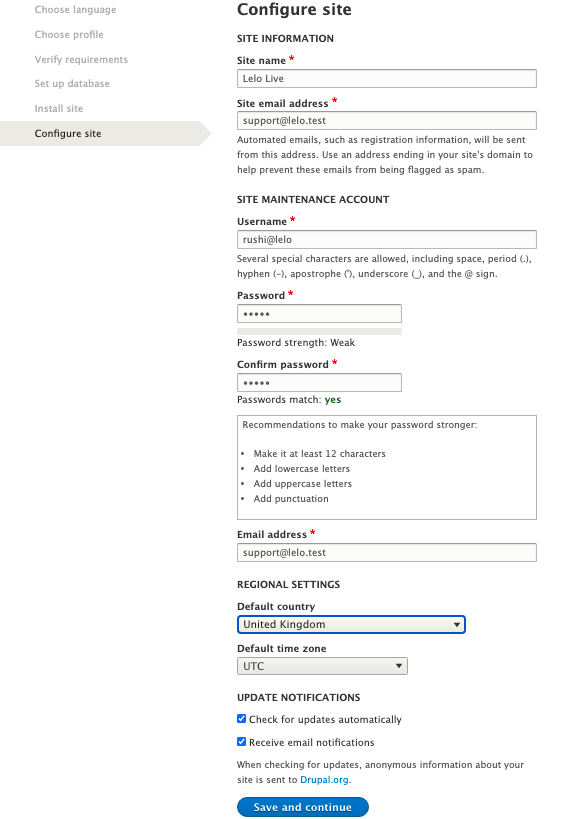 Choose language
Choose profile
Verify requirements
Set up database
Install site
Configure site
Configure site
SITE INFORMATION
Site name *
Lelo Live
Site email address *
support@lelo.test
Automated emails, such as registration information, will be sent
from this address. Use an address ending in your site's domain to
help prevent these emails from being flagged as spam.
SITE MAINTENANCE ACCOUNT
Username *
rushi@lelo
Several special characters are allowed, including space, period (.),
hyphen (-), apostrophe ('), underscore (_), and the @ sign.
Password *
•••••
Password strength: Weak
Confirm password *
•••••
Passwords match: yes
Recommendations to make your password stronger:
• Make it at least 12 characters
• Add lowercase letters
• Add uppercase letters
• Add punctuation
Email address *
support@lelo.test
REGIONAL SETTINGS
Default country
United Kingdom
Default time zone
UTC
UPDATE NOTIFICATIONS
Check for updates automatically
Receive email notifications
When checking for updates, anonymous information about your
site is sent to Drupal.org.
Save and continue